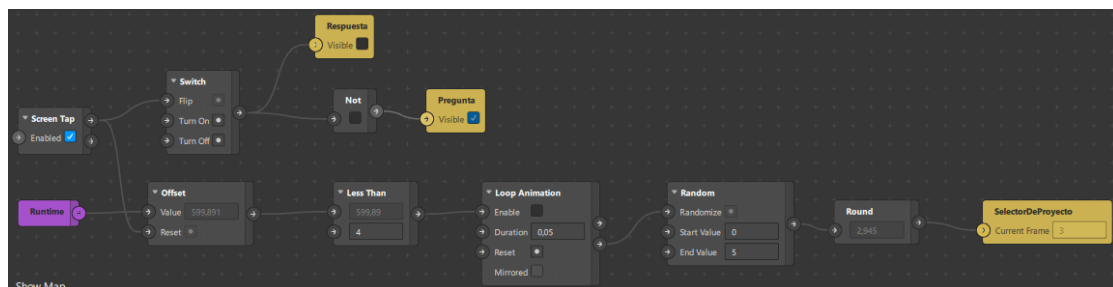 Respuesta
Visible
Switch
Flip
Turn On
Turn Off
Screen Tap
Enabled
Not
Pregunta
Visible
Runtime
Offset
Value 599,891
Reset
Less Than
599,89
4
Loop Animation
Enable
Duration 0,05
Reset
Mirrored
Random
Randomize
Start Value 0
End Value 5
Round
2,945
SelectorDeProyecto
Current Frame 3
Show Map